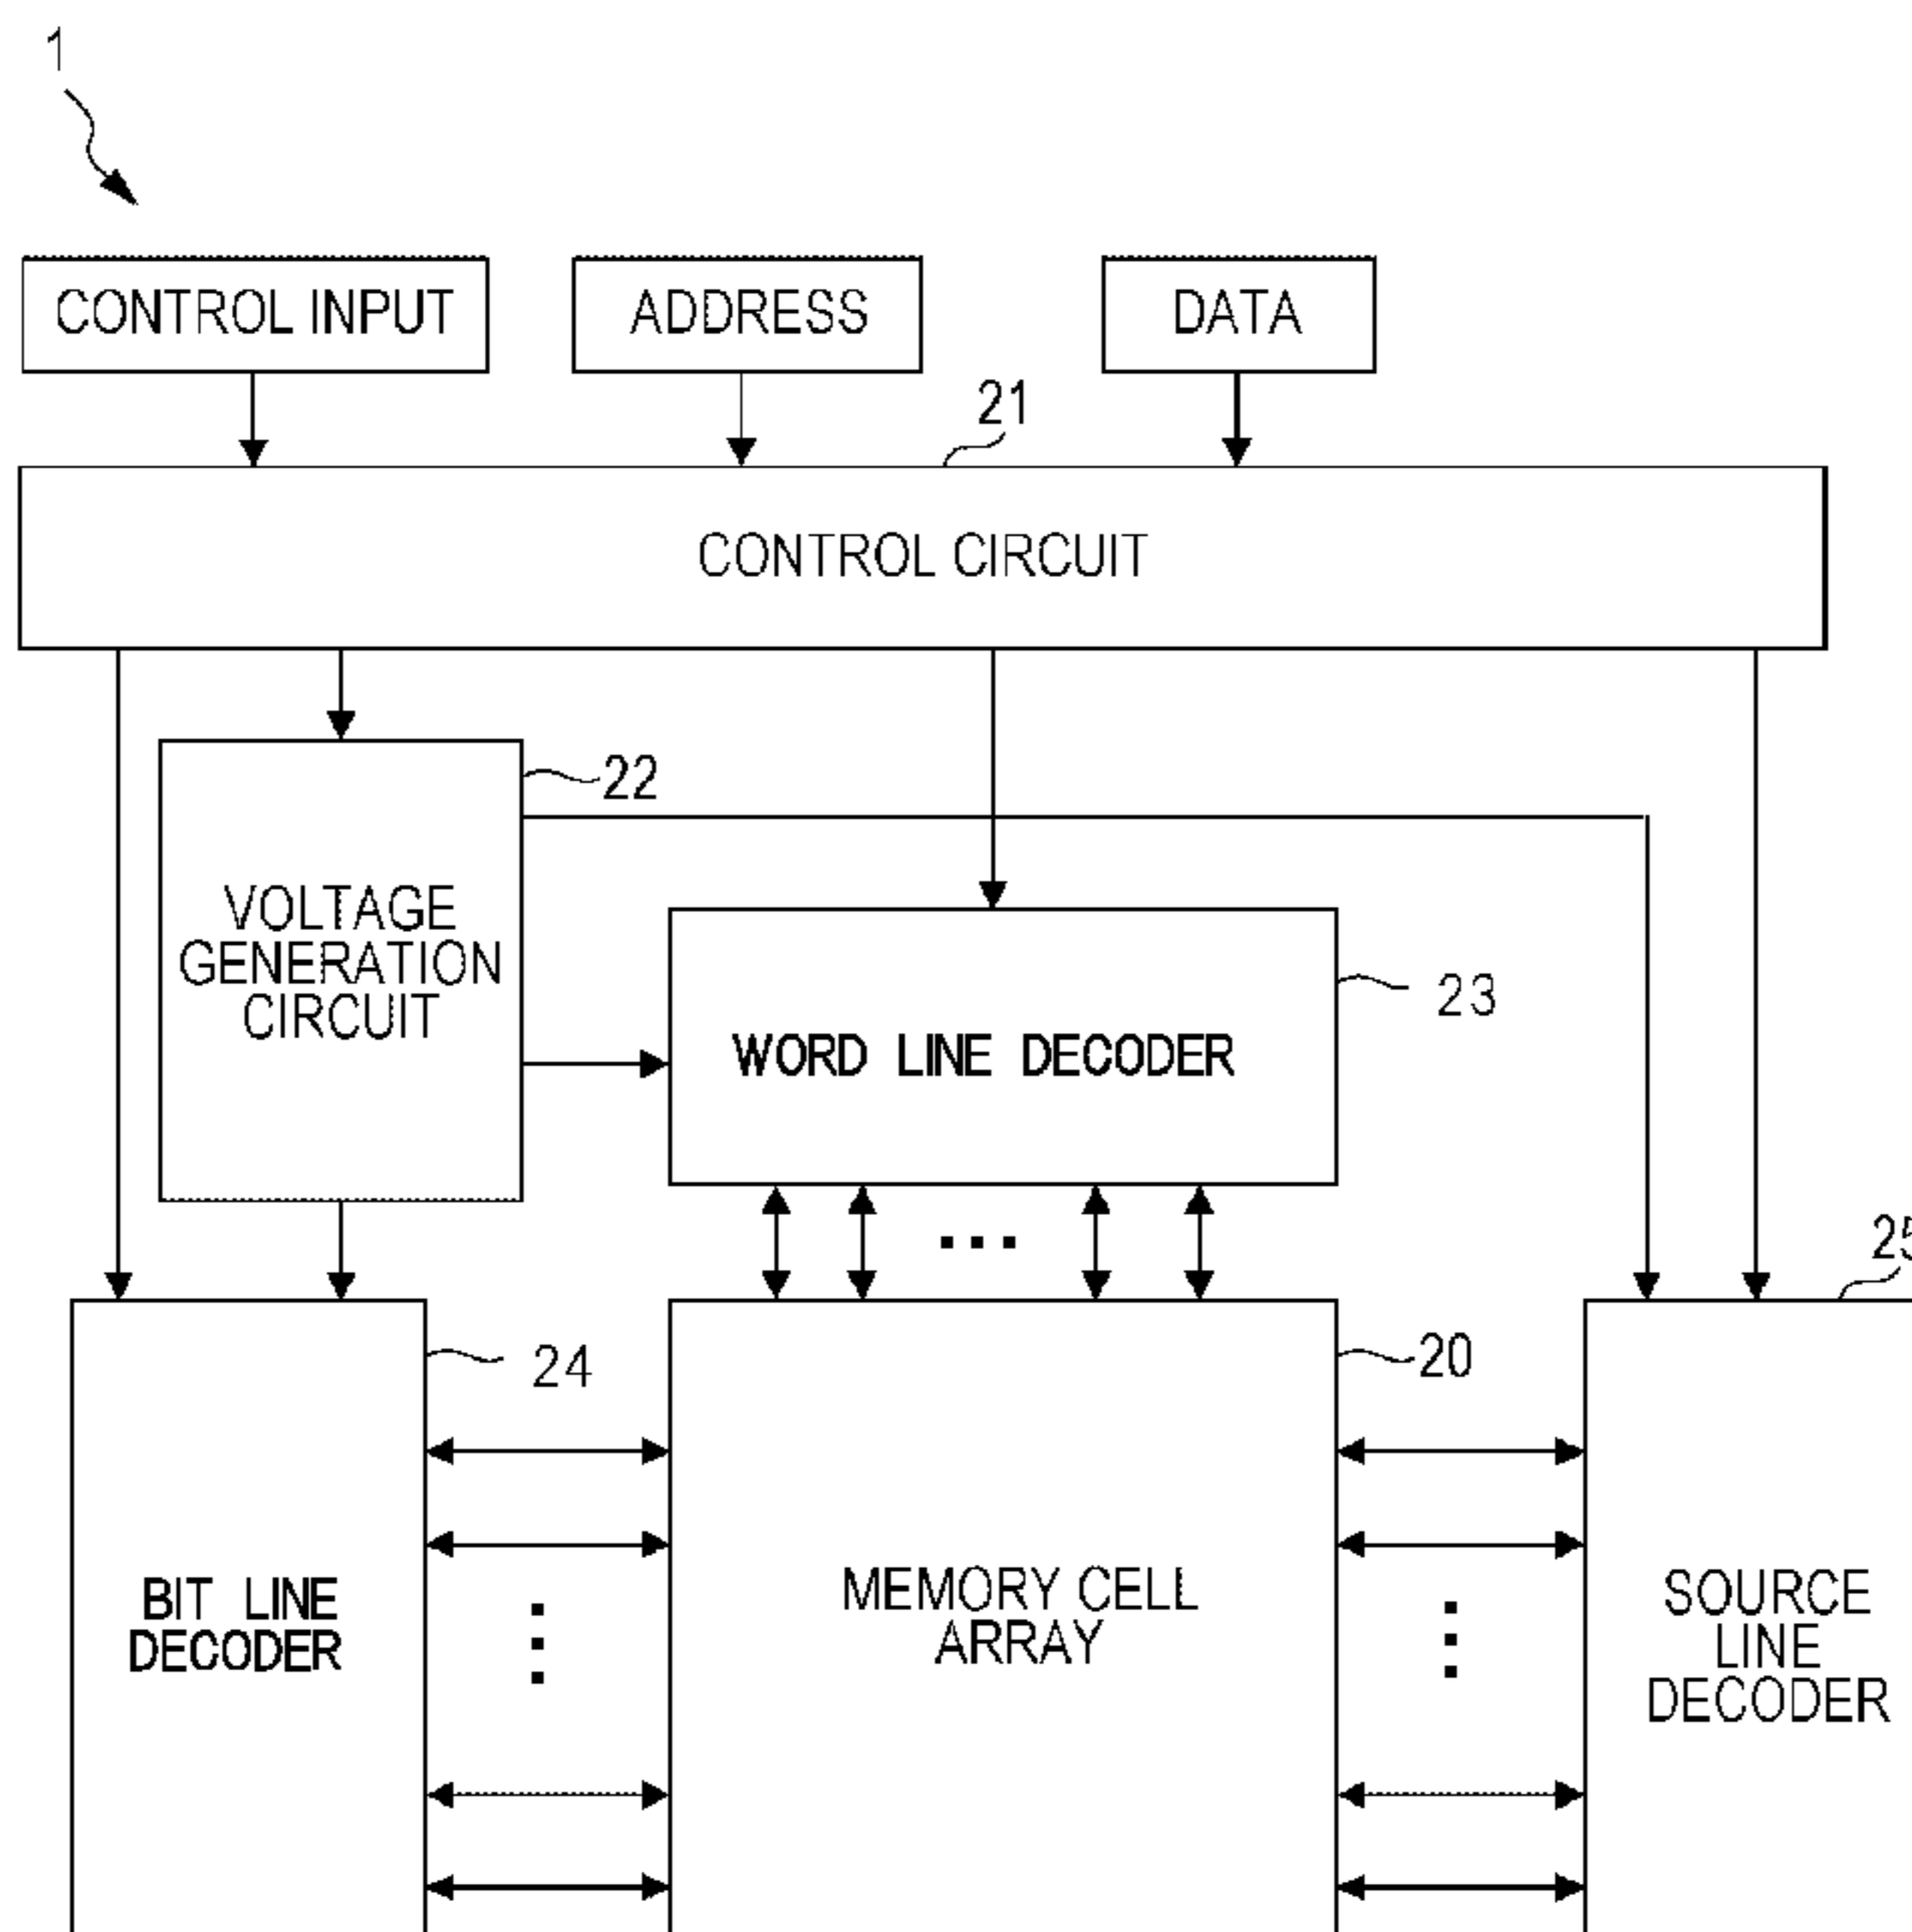 1
CONTROL INPUT
ADDRESS
DATA
21
CONTROL CIRCUIT
22
VOLTAGE
GENERATION
CIRCUIT
23
WORD LINE DECODER
25
24
20
BIT LINE
DECODER
MEMORY CELL
ARRAY
SOURCE
LINE
DECODER